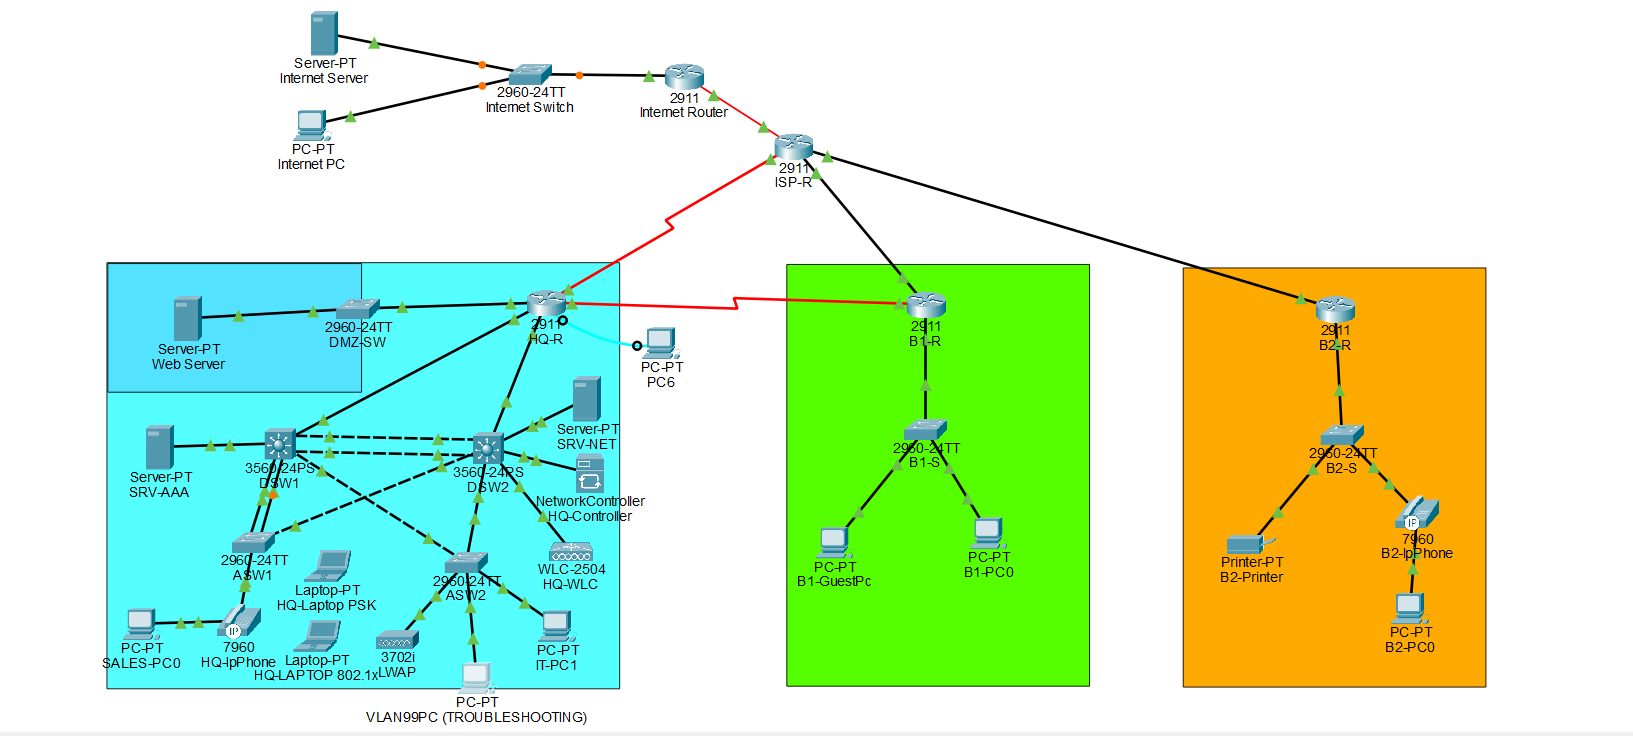 Server-PT
Internet Server
2960-24TT
Internet Switch
2911
Internet Router
PC-PT
Internet PC
2911
ISP-R
Server-PT
Web Server
2960-24TT
DMZ-SW
2911
HQ-R
PC-PT
PC6
2911
B1-R
2911
B2-R
Server-PT
SRV-NET
Server-PT
SRV-AAA
3560-24PS
DSW1
3560-24PS
DSW2
NetworkController
HQ-Controller
2960-24TT
B1-S
2960-24TT
B2-S
2960-24TT
ASW1
Laptop-PT
HQ-Laptop PSK
2960-24TT
ASW2
WLC-2504
HQ-WLC
PC-PT
B1-GuestPc
PC-PT
B1-PC0
Printer-PT
B2-Printer
IP
7960
B2-IpPhone
PC-PT
SALES-PC0
IP
7960
HQ-IpPhone
Laptop-PT
HQ-LAPTOP 802.1x
3702i
LWAP
PC-PT
IT-PC1
PC-PT
B2-PC0
PC-PT
VLAN99PC (TROUBLESHOOTING)